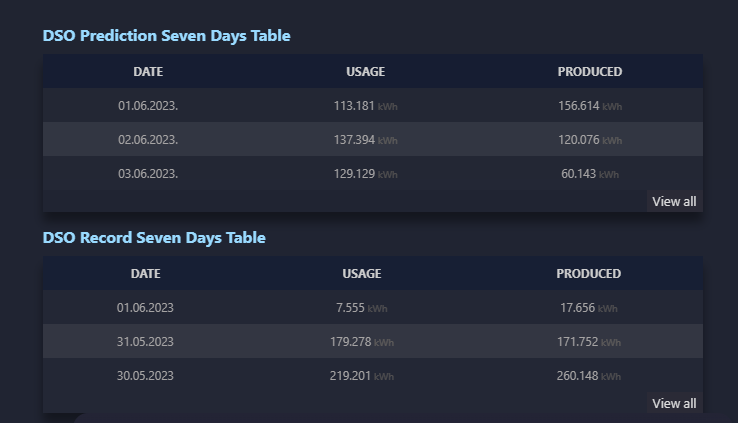 DSO Prediction Seven Days Table
DATE USAGE PRODUCED
01.06.2023. 113.181 kWh 156.614 kWh
02.06.2023. 137.394 kWh 120.076 kWh
03.06.2023. 129.129 kWh 60.143 kWh
View all
DSO Record Seven Days Table
DATE USAGE PRODUCED
01.06.2023 7.555 kWh 17.656 kWh
31.05.2023 179.278 kWh 171.752 kWh
30.05.2023 219.201 kWh 260.148 kWh
View all